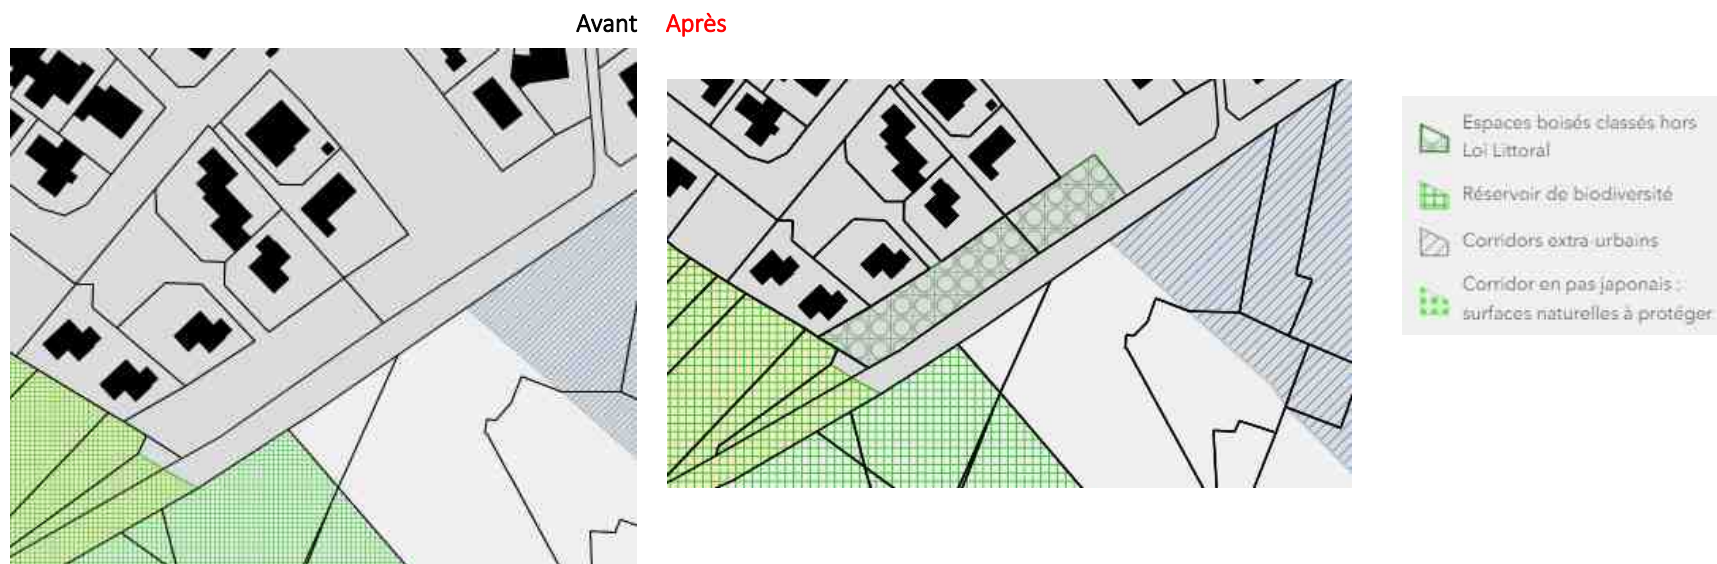 Avant
Après
Espaces boisés classés hors
Loi Littoral
Réservoir de biodiversité
Corridors extra-urbains
Corridor en pas japonais :
surfaces naturelles à protéger